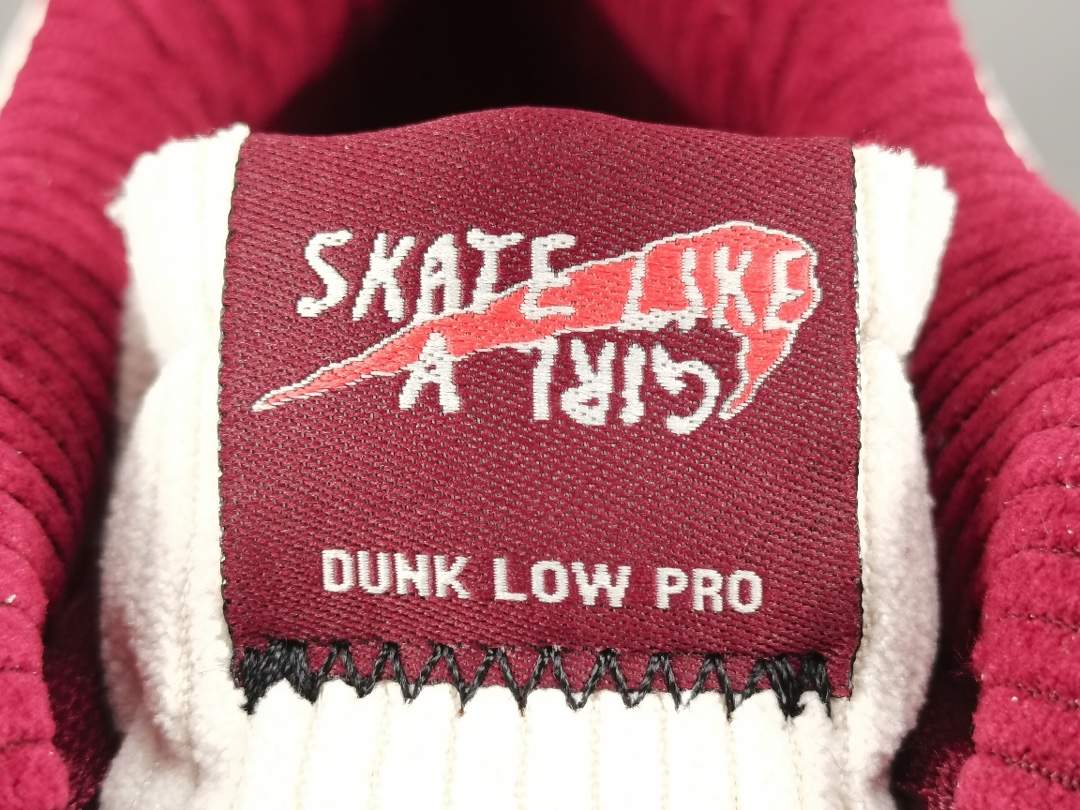 SKATE LIKE
A GIRL
DUNK LOW PRO